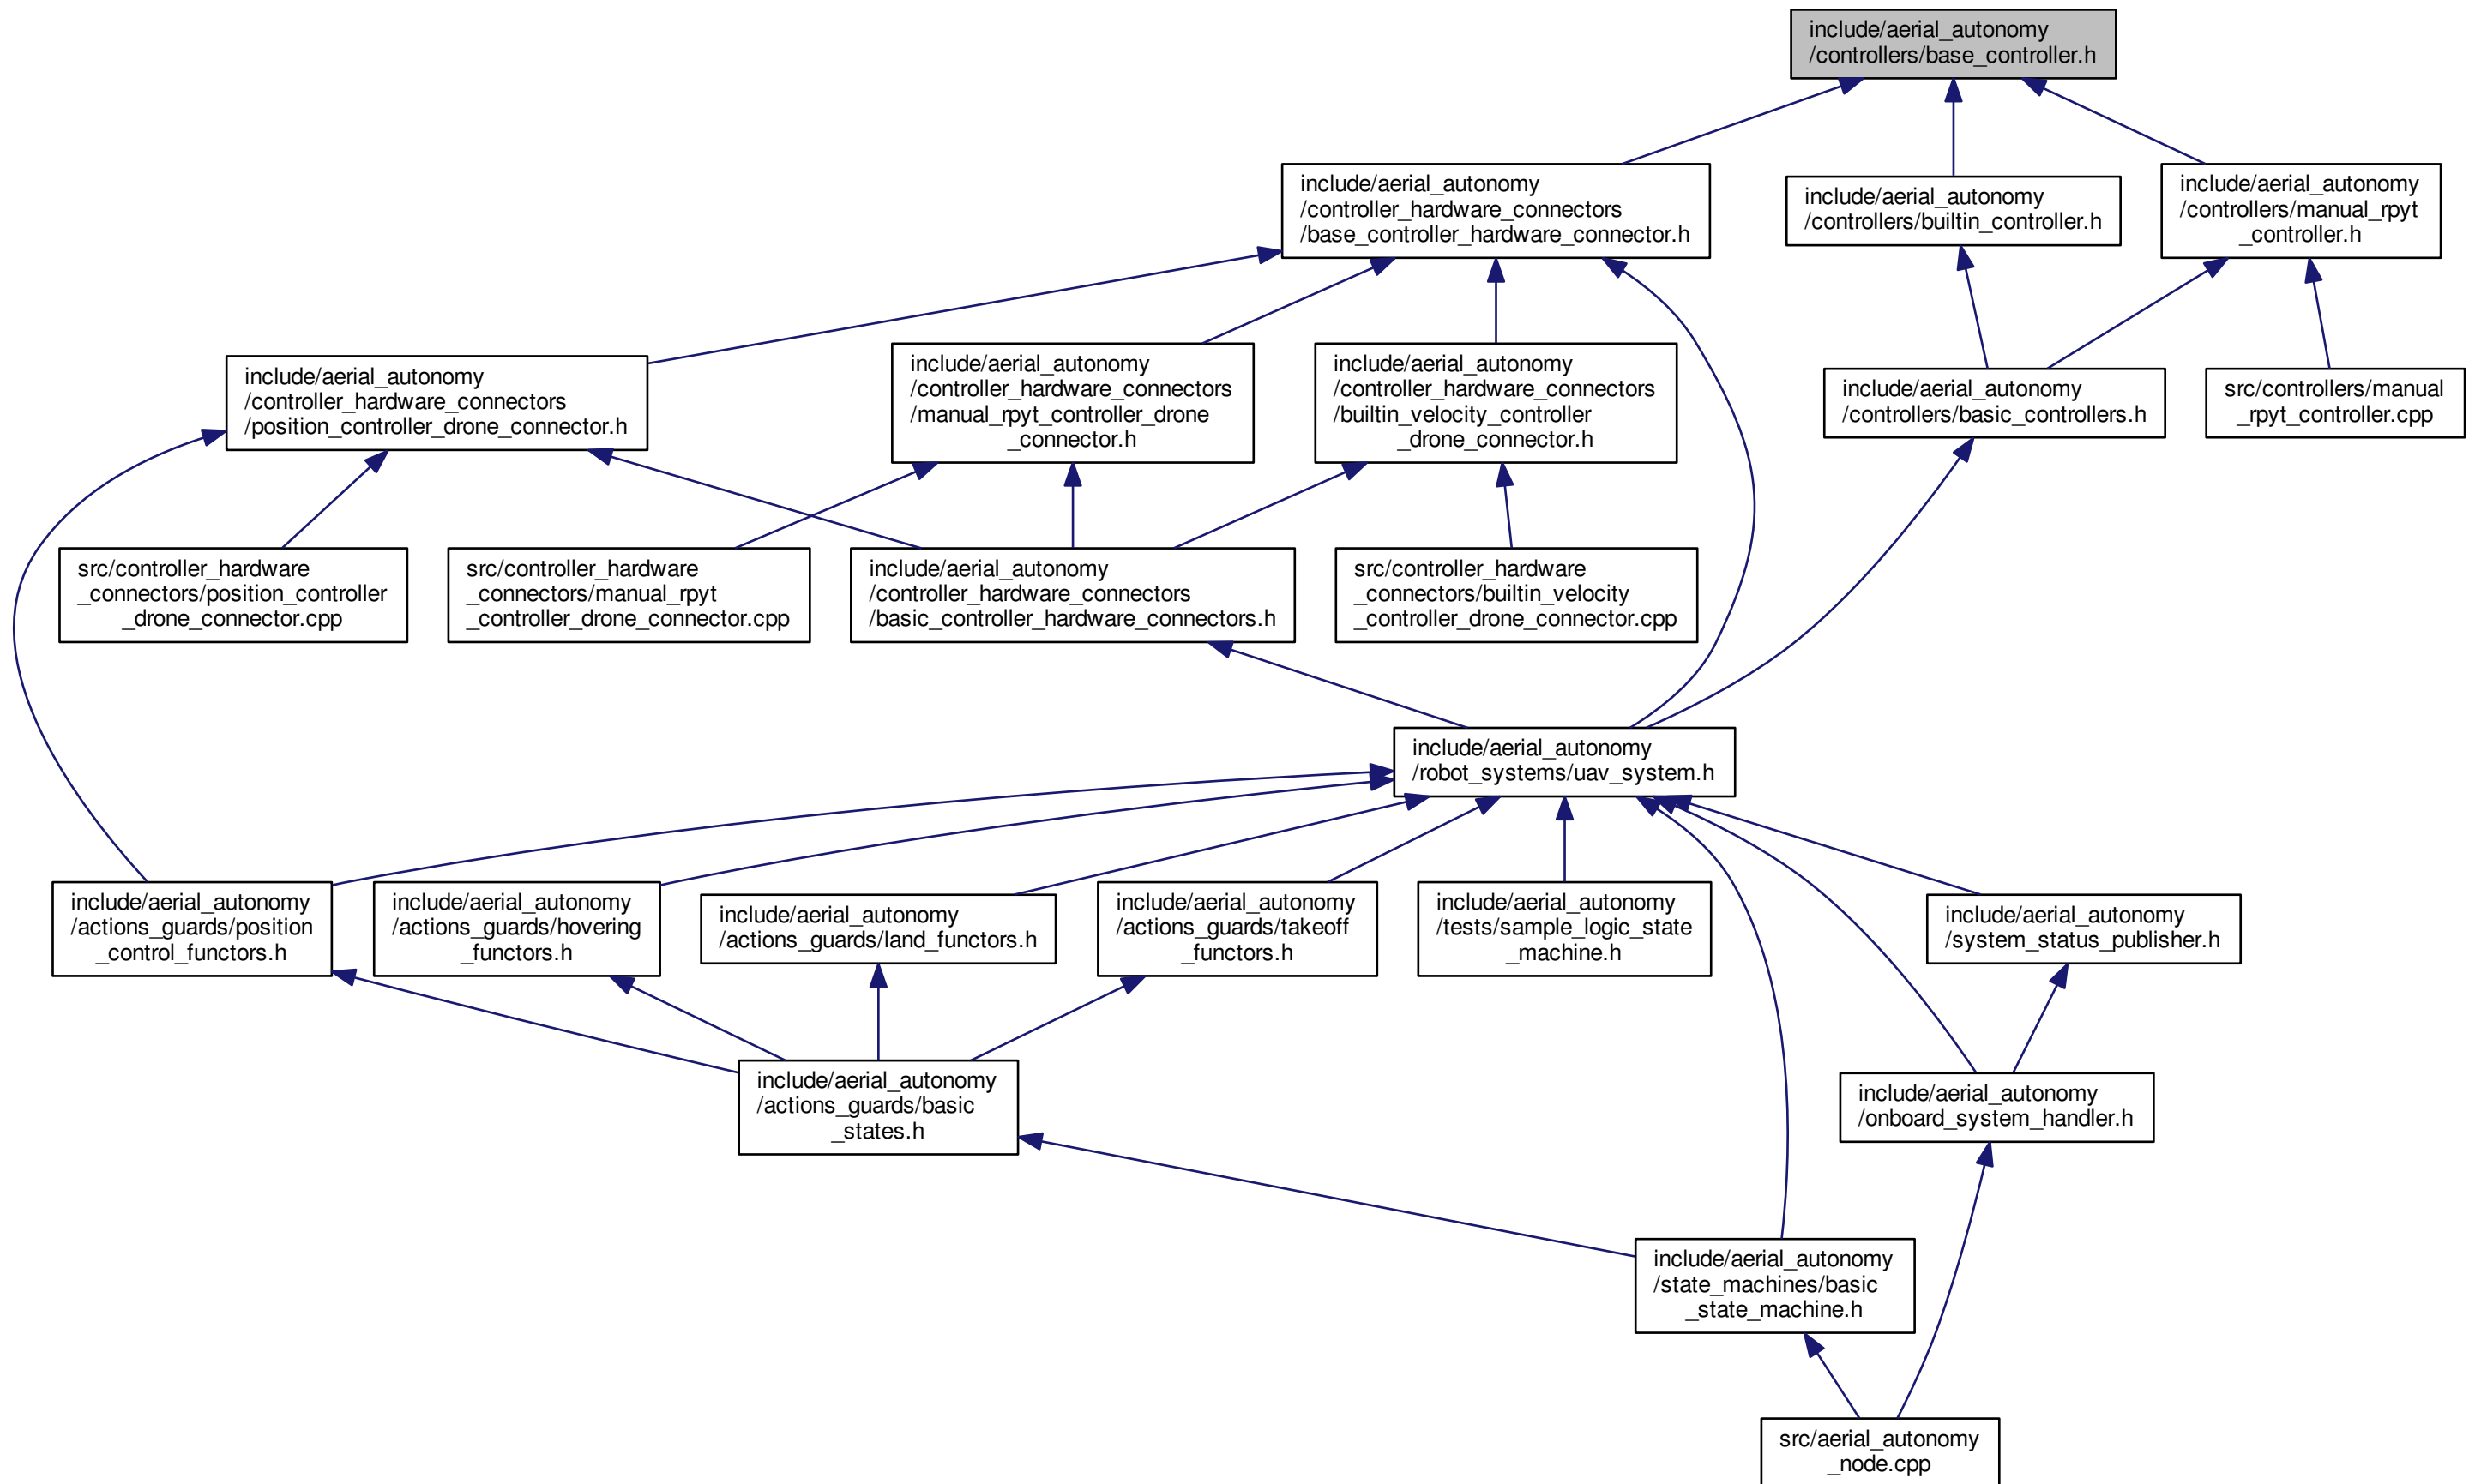 include/aerial_autonomy
/controllers/base_controller.h
include/aerial_autonomy
/controller_hardware_connectors
/base_controller_hardware_connector.h
include/aerial_autonomy
/controllers/builtin_controller.h
include/aerial_autonomy
/controllers/manual_rpyt
_controller.h
include/aerial_autonomy
/controller_hardware_connectors
/position_controller_drone_connector.h
include/aerial_autonomy
/controller_hardware_connectors
/manual_rpyt_controller_drone
_connector.h
include/aerial_autonomy
/controller_hardware_connectors
/builtin_velocity_controller
_drone_connector.h
include/aerial_autonomy
/controllers/basic_controllers.h
src/controllers/manual
_rpyt_controller.cpp
src/controller_hardware
_connectors/position_controller
_drone_connector.cpp
src/controller_hardware
_connectors/manual_rpyt
_controller_drone_connector.cpp
include/aerial_autonomy
/controller_hardware_connectors
/basic_controller_hardware_connectors.h
src/controller_hardware
_connectors/builtin_velocity
_controller_drone_connector.cpp
include/aerial_autonomy
/robot_systems/uav_system.h
include/aerial_autonomy
/actions_guards/position
_control_functors.h
include/aerial_autonomy
/actions_guards/hovering
_functors.h
include/aerial_autonomy
/actions_guards/land_functors.h
include/aerial_autonomy
/actions_guards/takeoff
_functors.h
include/aerial_autonomy
/tests/sample_logic_state
_machine.h
include/aerial_autonomy
/system_status_publisher.h
include/aerial_autonomy
/actions_guards/basic
_states.h
include/aerial_autonomy
/onboard_system_handler.h
include/aerial_autonomy
/state_machines/basic
_state_machine.h
src/aerial_autonomy
_node.cpp